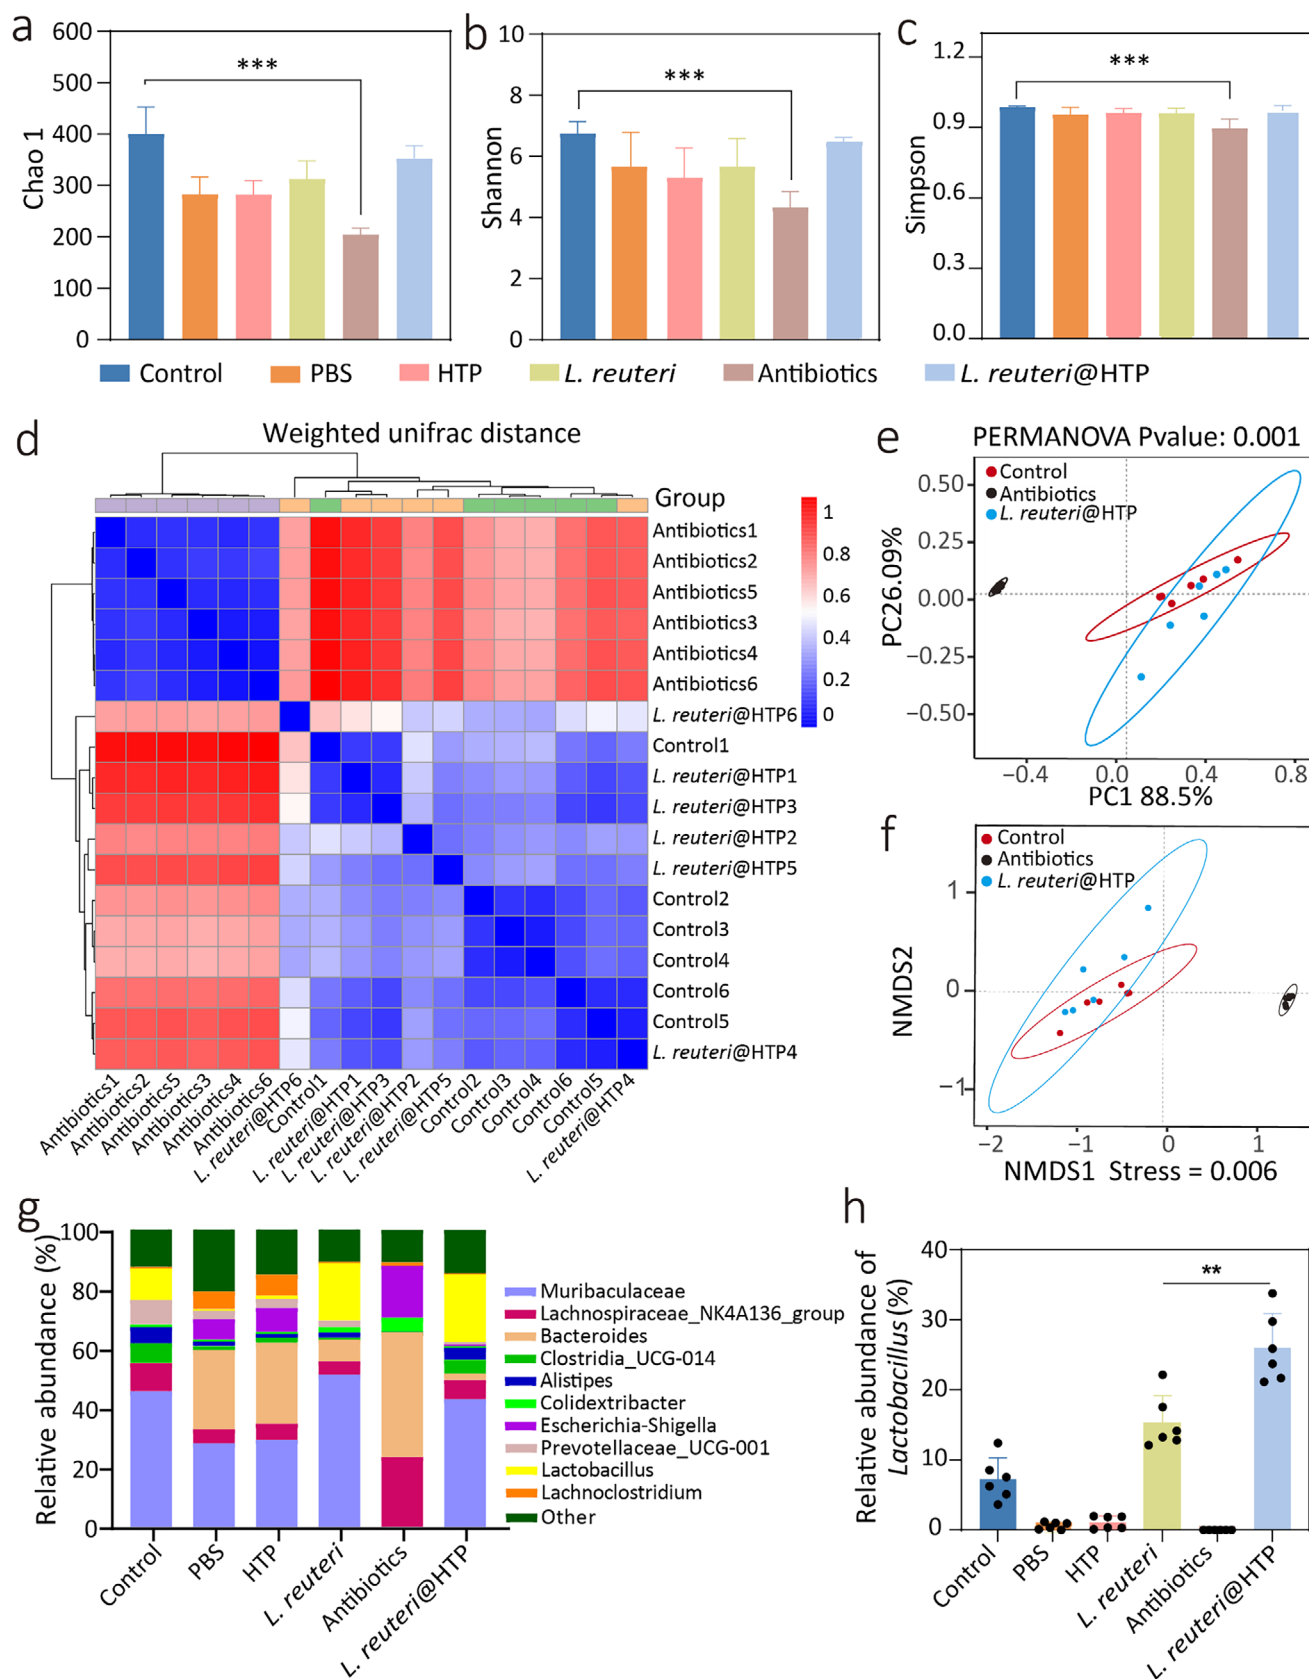 a
600
500
400
300
200
100
0
Chao 1
***
b
10
8
6
4
2
0
Shannon
***
c
1.2
0.9
0.6
0.3
0.0
Simpson
***
Control
PBS
HTP
L. reuteri
Antibiotics
L. reuteri@HTP
d
Weighted unifrac distance
Group
Antibiotics1
Antibiotics2
Antibiotics5
Antibiotics3
Antibiotics4
Antibiotics6
L. reuteri@HTP6
Control1
L. reuteri@HTP1
L. reuteri@HTP3
L. reuteri@HTP2
L. reuteri@HTP5
Control2
Control3
Control4
Control6
Control5
L. reuteri@HTP4
1
0.8
0.6
0.4
0.2
0
Antibiotics1
Antibiotics2
Antibiotics5
Antibiotics3
Antibiotics4
Antibiotics6
L. reuteri@HTP6
Control1
L. reuteri@HTP1
L. reuteri@HTP3
L. reuteri@HTP2
L. reuteri@HTP5
Control2
Control3
Control4
Control6
Control5
L. reuteri@HTP4
e
PERMANOVA Pvalue: 0.001
Control
Antibiotics
L. reuteri@HTP
0.50
0.25
0.00
−0.25
−0.50
PC26.09%
−0.4
0.0
0.4
0.8
PC1 88.5%
f
Control
Antibiotics
L. reuteri@HTP
1
0
−1
NMDS2
−2
−1
0
1
NMDS1 Stress = 0.006
g
100
80
60
40
20
0
Relative abundance (%)
Control
PBS
HTP
L. reuteri
Antibiotics
L. reuteri@HTP
Muribaculaceae
Lachnospiraceae_NK4A136_group
Bacteroides
Clostridia_UCG-014
Alistipes
Colidextribacter
Escherichia-Shigella
Prevotellaceae_UCG-001
Lactobacillus
Lachnoclostridium
Other
h
40
30
20
10
0
Relative abundance of
Lactobacillus (%)
**
Control
PBS
HTP
L. reuteri
Antibiotics
L. reuteri@HTP